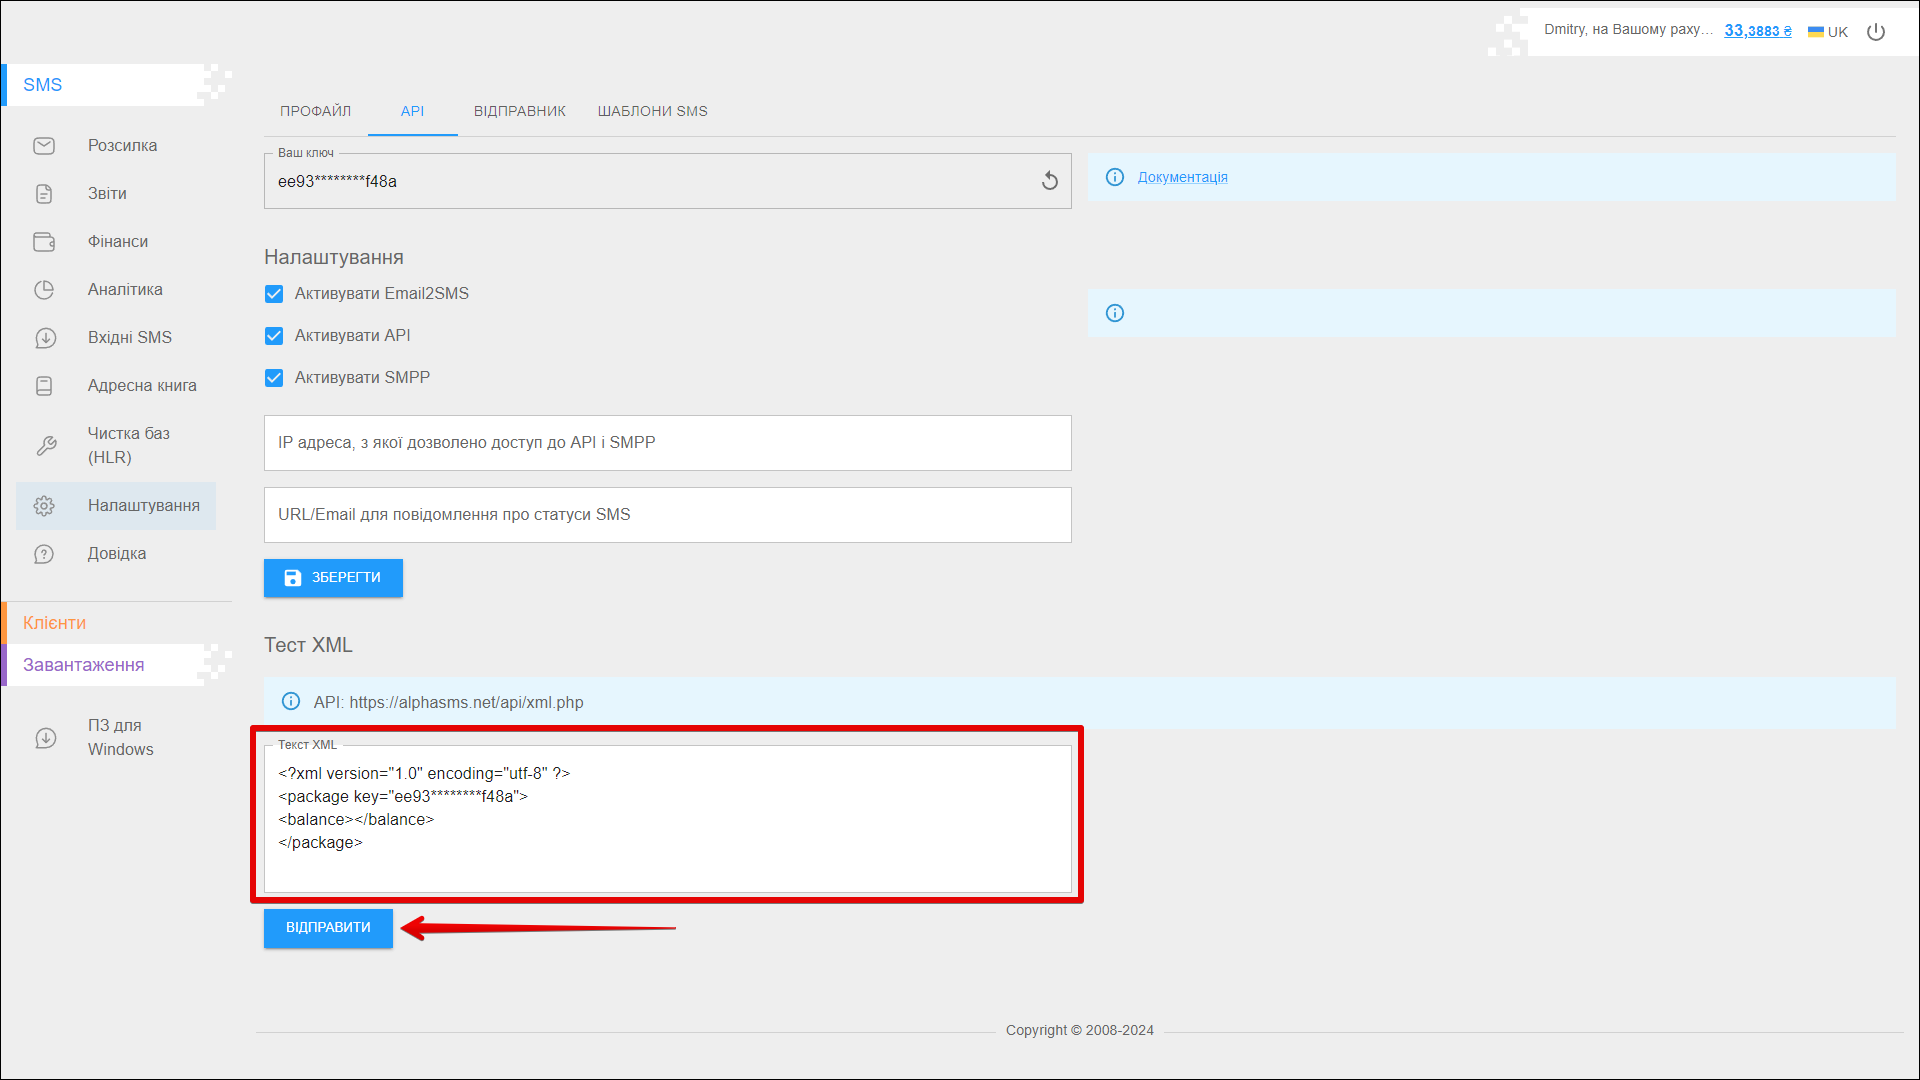 Dmitry, на Вашому раху...
33,3883 ₴
UK
SMS
Розсилка
Звіти
Фінанси
Аналітика
Вхідні SMS
Адресна книга
Чистка баз
(HLR)
Налаштування
Довідка
Клієнти
Завантаження
ПЗ для
Windows
ПРОФАЙЛ
API
ВІДПРАВНИК
ШАБЛОНИ SMS
Ваш ключ
ee93********f48a
Документація
Налаштування
Активувати Email2SMS
Активувати API
Активувати SMPP
IP адреса, з якої дозволено доступ до API і SMPP
URL/Email для повідомлення про статуси SMS
ЗБЕРЕГТИ
Тест XML
API: https://alphasms.net/api/xml.php
Текст XML
<?xml version="1.0" encoding="utf-8" ?>
<package key="ee93********f48a">
<balance></balance>
</package>
ВІДПРАВИТИ
Copyright © 2008-2024